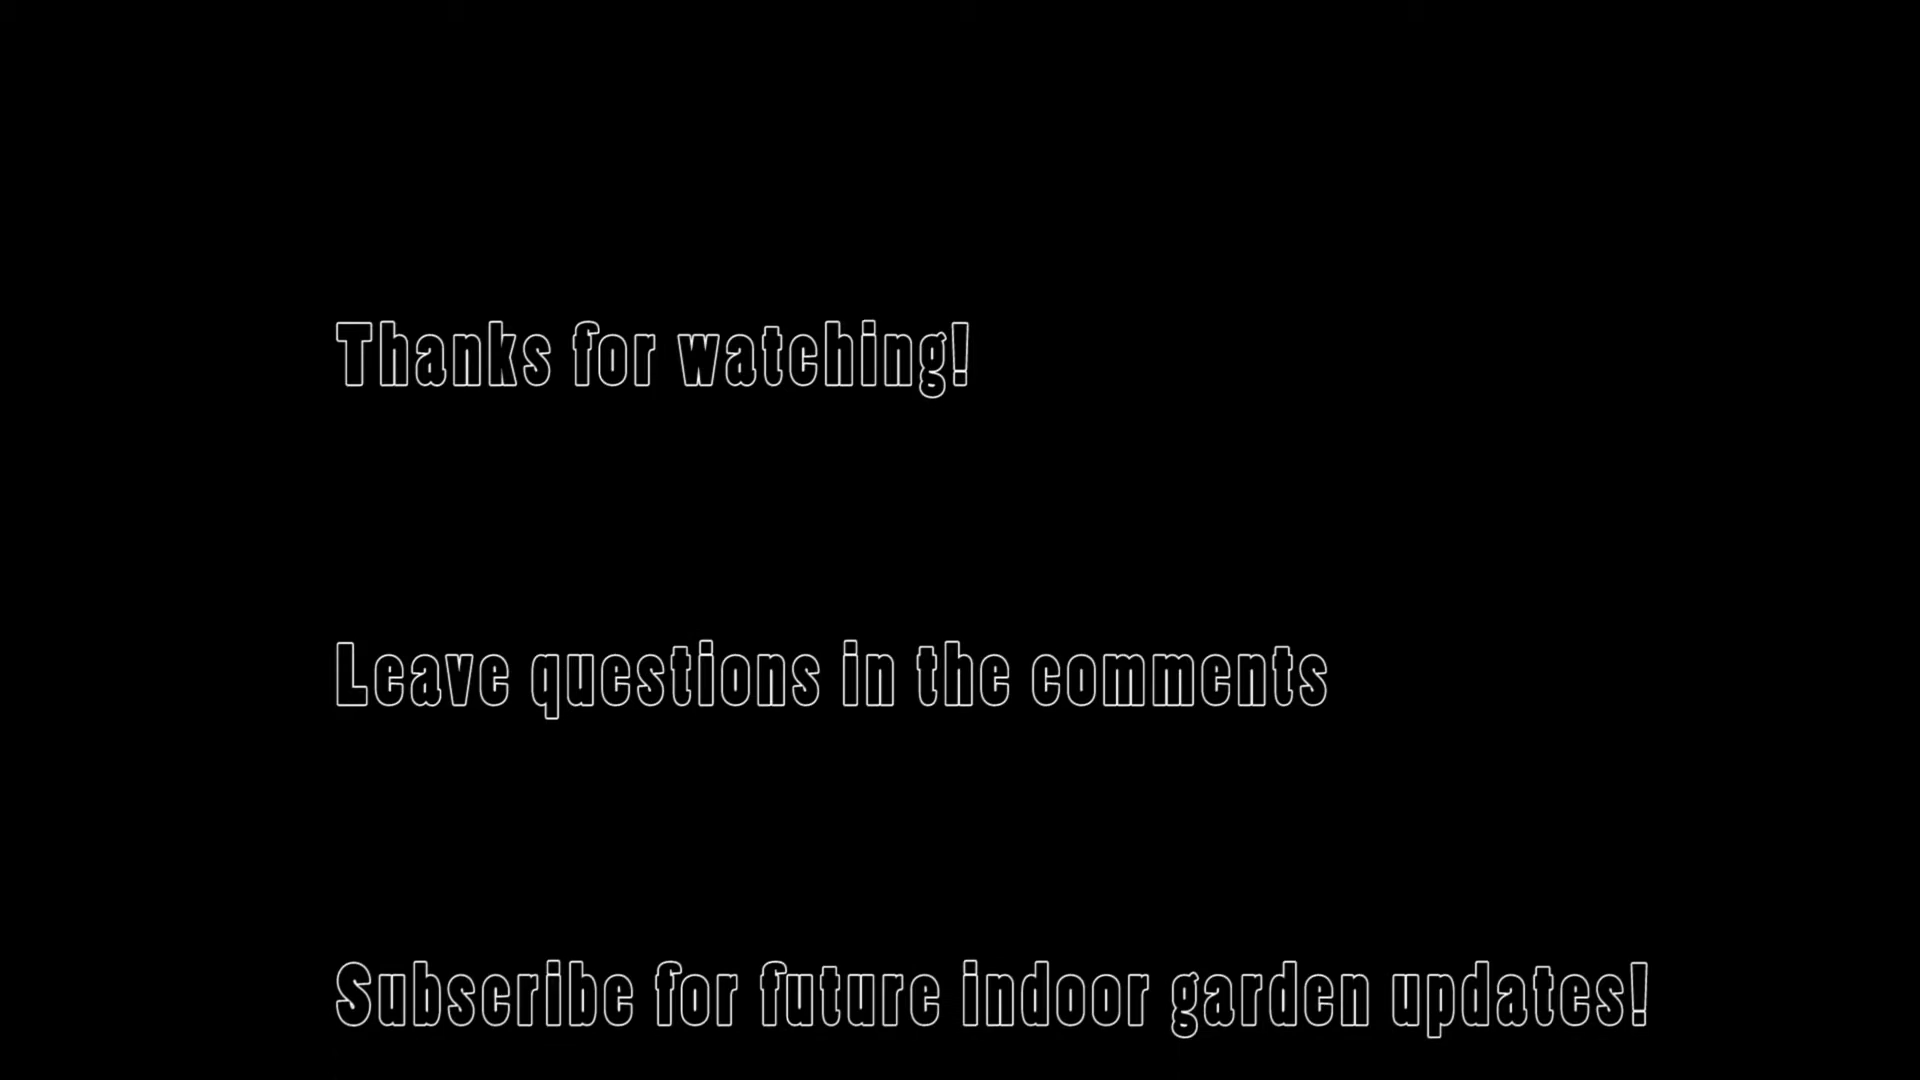 Thanks for watching!
Leave questions in the comments
Subscribe for future indoor garden updates!